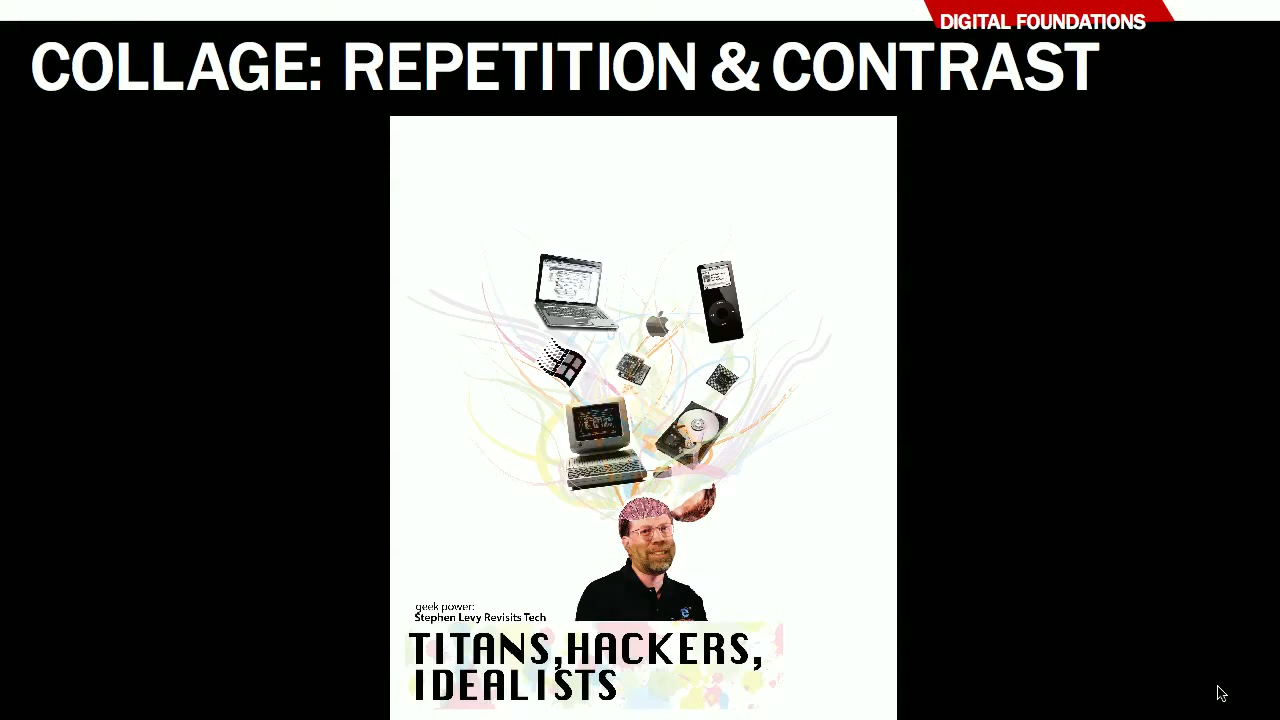 DIGITAL FOUNDATIONS
COLLAGE: REPETITION & CONTRAST
geek power:
Stephen Levy Revisits Tech
TITANS,HACKERS,
IDEALISTS